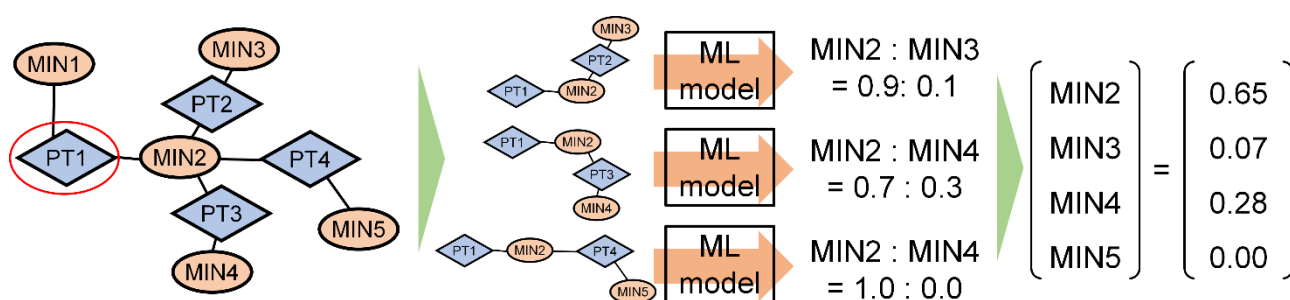 MIN1
MIN3
PT2
PT1
MIN2
PT4
PT3
MIN5
MIN4
MIN3
PT2
PT1
MIN2
ML
model
MIN2 : MIN3
= 0.9: 0.1
PT1
MIN2
PT3
MIN4
ML
model
MIN2 : MIN4
= 0.7 : 0.3
PT1
MIN2
PT4
MIN5
ML
model
MIN2 : MIN4
= 1.0 : 0.0
MIN2
MIN3
MIN4
MIN5
=
0.65
0.07
0.28
0.00